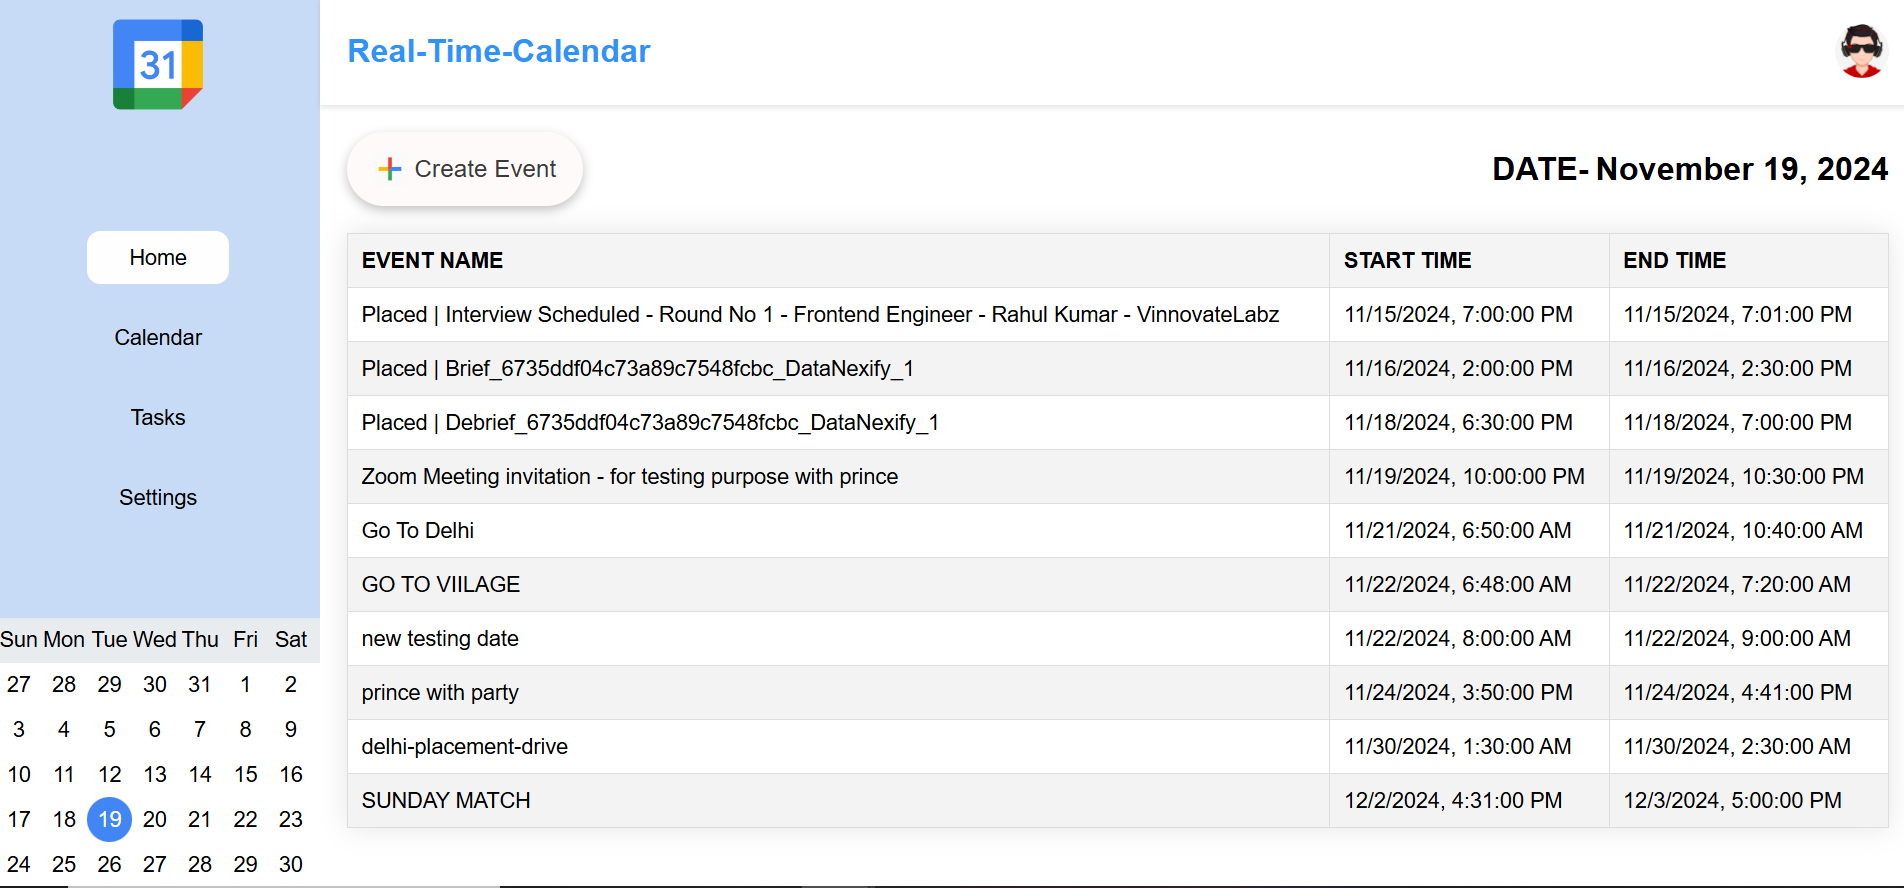 31
Real-Time-Calendar
Home
Calendar
Tasks
Settings
Sun Mon Tue Wed Thu Fri Sat
27 28 29 30 31 1 2
3 4 5 6 7 8 9
10 11 12 13 14 15 16
17 18 19 20 21 22 23
24 25 26 27 28 29 30
Create Event
DATE- November 19, 2024
EVENT NAME START TIME END TIME
Placed | Interview Scheduled - Round No 1 - Frontend Engineer - Rahul Kumar - VinnovateLabz 11/15/2024, 7:00:00 PM 11/15/2024, 7:01:00 PM
Placed | Brief_6735ddf04c73a89c7548fcbc_DataNexify_1 11/16/2024, 2:00:00 PM 11/16/2024, 2:30:00 PM
Placed | Debrief_6735ddf04c73a89c7548fcbc_DataNexify_1 11/18/2024, 6:30:00 PM 11/18/2024, 7:00:00 PM
Zoom Meeting invitation - for testing purpose with prince 11/19/2024, 10:00:00 PM 11/19/2024, 10:30:00 PM
Go To Delhi 11/21/2024, 6:50:00 AM 11/21/2024, 10:40:00 AM
GO TO VIILAGE 11/22/2024, 6:48:00 AM 11/22/2024, 7:20:00 AM
new testing date 11/22/2024, 8:00:00 AM 11/22/2024, 9:00:00 AM
prince with party 11/24/2024, 3:50:00 PM 11/24/2024, 4:41:00 PM
delhi-placement-drive 11/30/2024, 1:30:00 AM 11/30/2024, 2:30:00 AM
SUNDAY MATCH 12/2/2024, 4:31:00 PM 12/3/2024, 5:00:00 PM